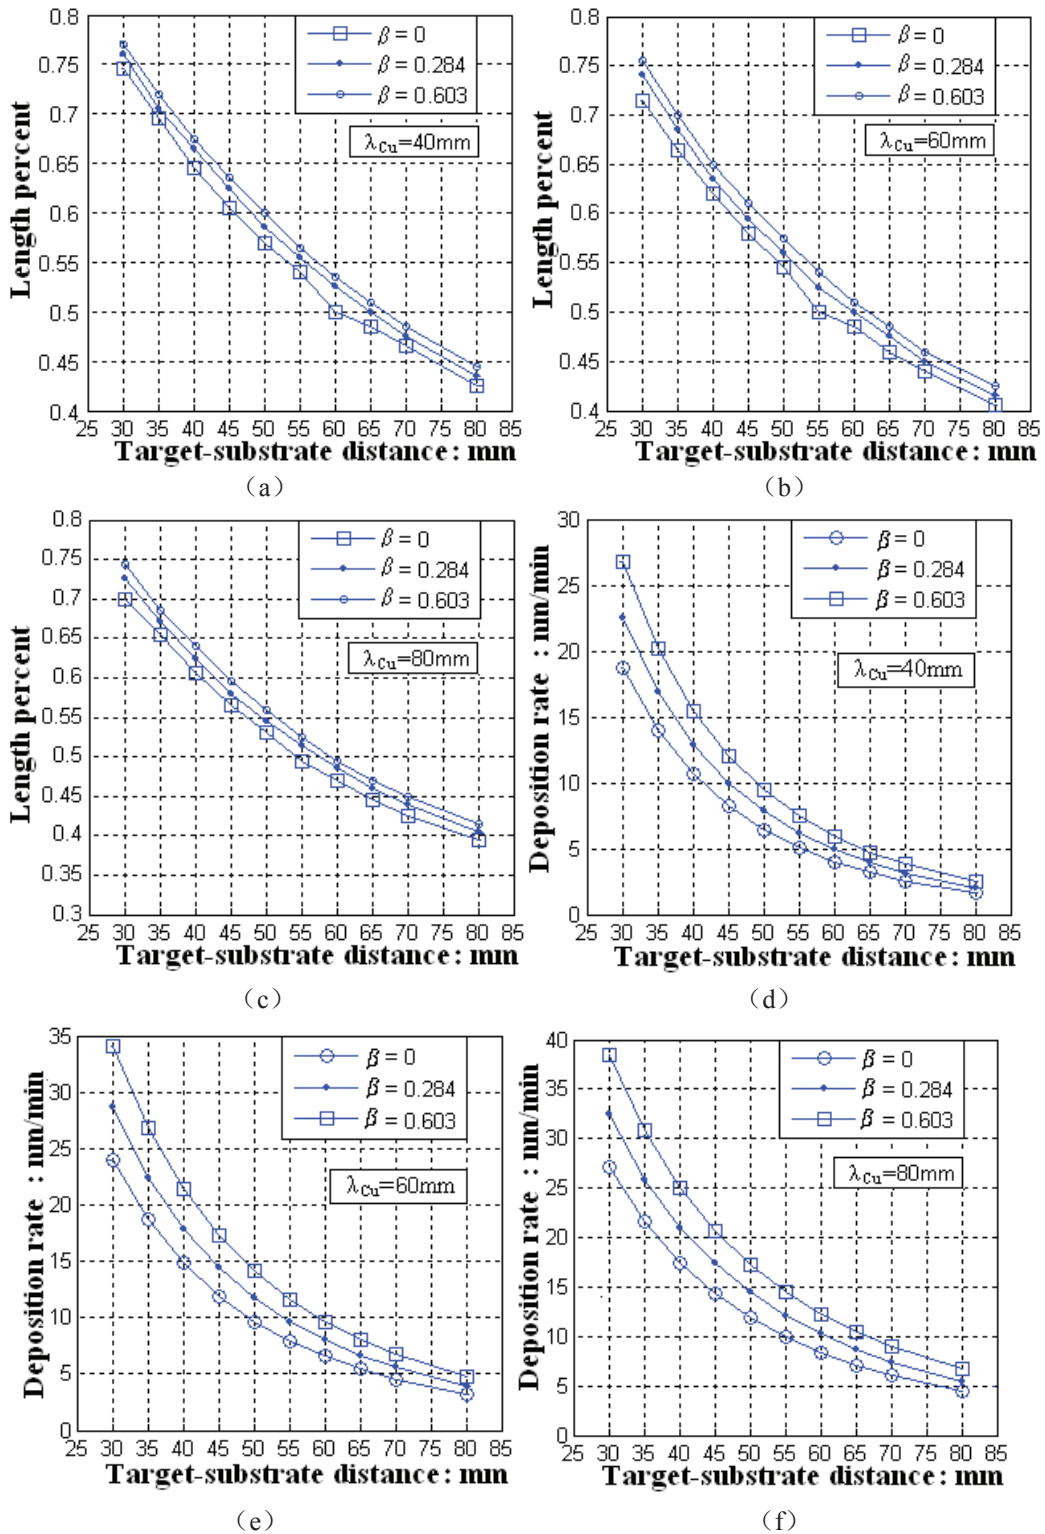 0.8
0.75
0.7
0.65
0.6
0.55
0.5
0.45
0.4
25 30 35 40 45 50 55 60 65 70 75 80 85
Length percent
Target-substrate distance: mm
β = 0
β = 0.284
β = 0.603
λCu=40mm
(a)
0.8
0.75
0.7
0.65
0.6
0.55
0.5
0.45
0.4
25 30 35 40 45 50 55 60 65 70 75 80 85
Length percent
Target-substrate distance: mm
β = 0
β = 0.284
β = 0.603
λCu=60mm
(b)
0.8
0.75
0.7
0.65
0.6
0.55
0.5
0.45
0.4
0.35
0.3
25 30 35 40 45 50 55 60 65 70 75 80 85
Length percent
Target-substrate distance: mm
β = 0
β = 0.284
β = 0.603
λCu=80mm
(c)
30
25
20
15
10
5
0
25 30 35 40 45 50 55 60 65 70 75 80 85
Deposition rate : nm/min
Target-substrate distance: mm
β = 0
β = 0.284
β = 0.603
λCu=40mm
(d)
35
30
25
20
15
10
5
0
25 30 35 40 45 50 55 60 65 70 75 80 85
Deposition rate : nm/min
Target-substrate distance: mm
β = 0
β = 0.284
β = 0.603
λCu=60mm
(e)
40
35
30
25
20
15
10
5
0
25 30 35 40 45 50 55 60 65 70 75 80 85
Deposition rate : nm/min
Target-substrate distance: mm
β = 0
β = 0.284
β = 0.603
λCu=80mm
(f)